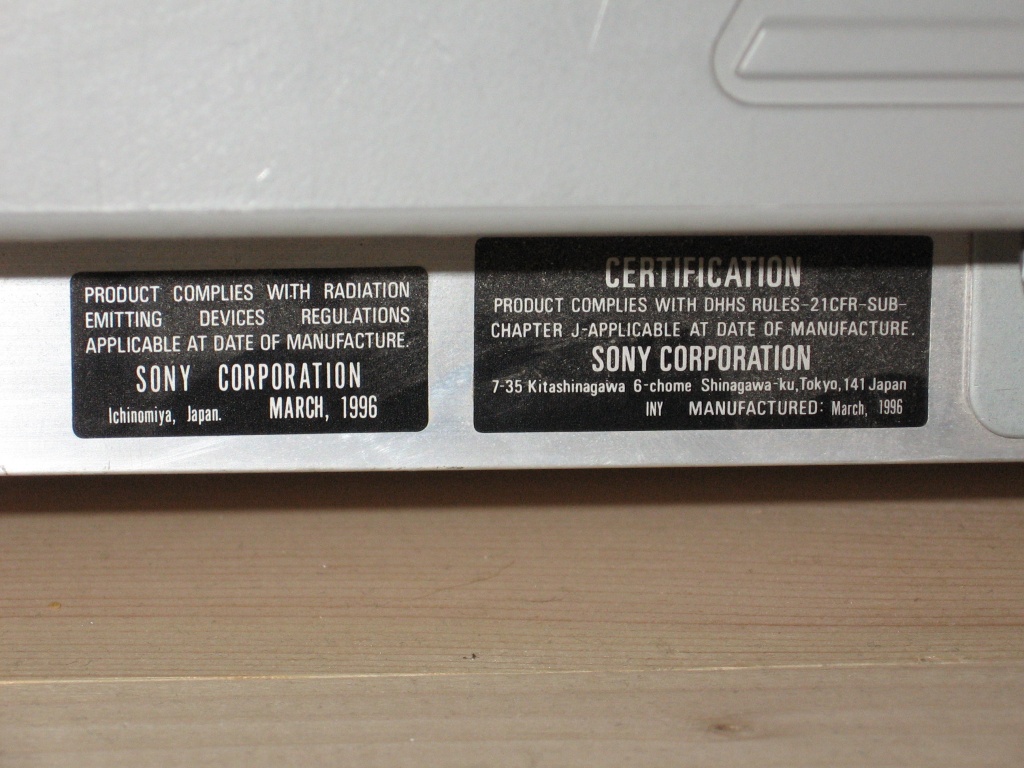 PRODUCT COMPLIES WITH RADIATION
EMITTING DEVICES REGULATIONS
APPLICABLE AT DATE OF MANUFACTURE.
SONY CORPORATION
Ichinomiya, Japan. MARCH, 1996
CERTIFICATION
PRODUCT COMPLIES WITH DHHS RULES-21CFR-SUB-
CHAPTER J-APPLICABLE AT DATE OF MANUFACTURE.
SONY CORPORATION
7-35 Kitashinagawa 6-chome Shinagawa-ku,Tokyo,141 Japan
INY MANUFACTURED: March, 1996